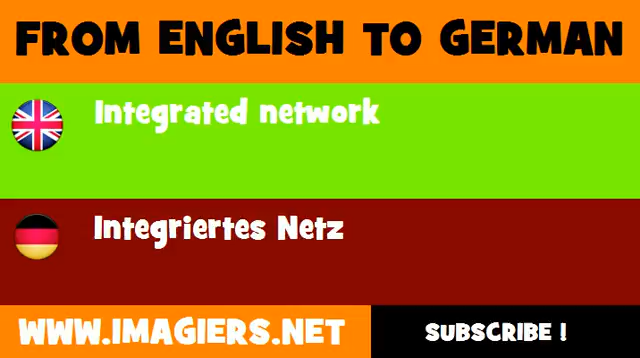 FROM ENGLISH TO GERMAN
Integrated network
Integriertes Netz
WWW.IMAGIERS.NET
SUBSCRIBE !